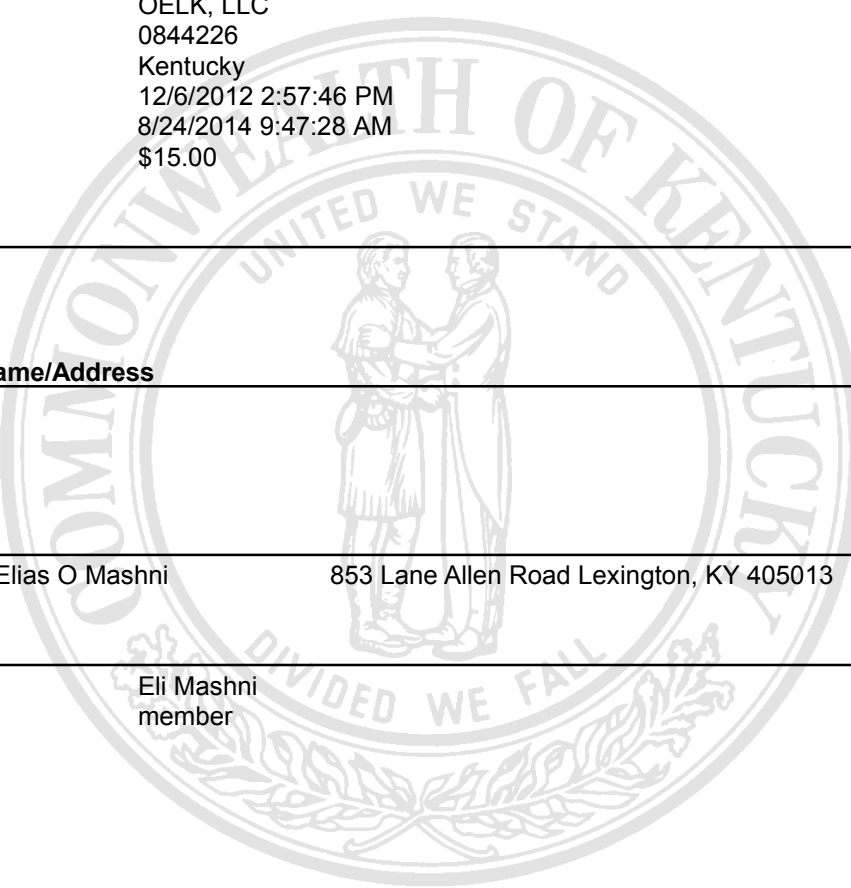 OELK, LLC
0844226
Kentucky
12/6/2012 2:57:46 PM
8/24/2014 9:47:28 AM
$15.00
COMMONWEALTH OF KENTUCKY
UNITED WE STAND
ame/Address
Elias O Mashni 853 Lane Allen Road Lexington, KY 405013
DIVIDED WE FALL
Eli Mashni
member